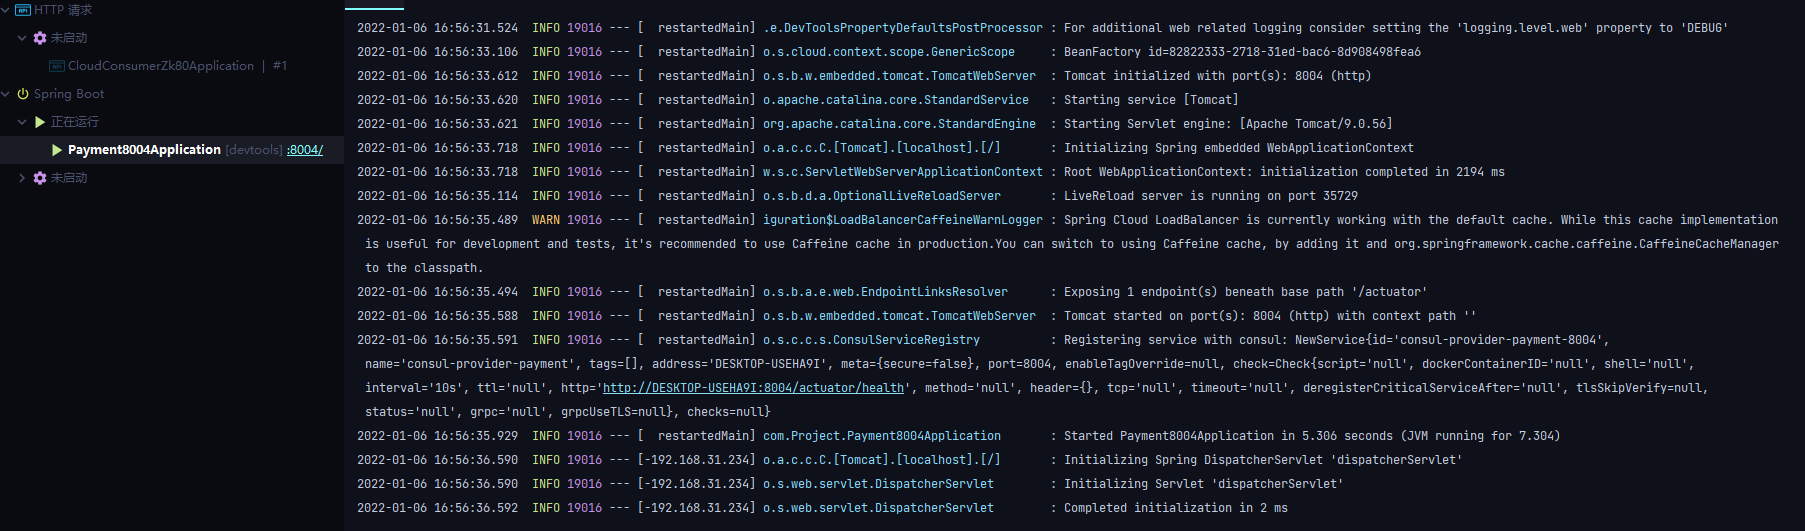 HTTP 请求
未启动
CloudConsumerZk80Application | #1
Spring Boot
正在运行
Payment8004Application [devtools] :8004/
未启动
2022-01-06 16:56:31.524 INFO 19016 --- [ restartedMain] .e.DevToolsPropertyDefaultsPostProcessor : For additional web related logging consider setting the 'logging.level.web' property to 'DEBUG'
2022-01-06 16:56:33.106 INFO 19016 --- [ restartedMain] o.s.cloud.context.scope.GenericScope : BeanFactory id=82822333-2718-31ed-bac6-8d908498fea6
2022-01-06 16:56:33.612 INFO 19016 --- [ restartedMain] o.s.b.w.embedded.tomcat.TomcatWebServer : Tomcat initialized with port(s): 8004 (http)
2022-01-06 16:56:33.620 INFO 19016 --- [ restartedMain] o.apache.catalina.core.StandardService : Starting service [Tomcat]
2022-01-06 16:56:33.621 INFO 19016 --- [ restartedMain] org.apache.catalina.core.StandardEngine : Starting Servlet engine: [Apache Tomcat/9.0.56]
2022-01-06 16:56:33.718 INFO 19016 --- [ restartedMain] o.a.c.c.C.[Tomcat].[localhost].[/] : Initializing Spring embedded WebApplicationContext
2022-01-06 16:56:33.718 INFO 19016 --- [ restartedMain] w.s.c.ServletWebServerApplicationContext : Root WebApplicationContext: initialization completed in 2194 ms
2022-01-06 16:56:35.114 INFO 19016 --- [ restartedMain] o.s.b.d.a.OptionalLiveReloadServer : LiveReload server is running on port 35729
2022-01-06 16:56:35.489 WARN 19016 --- [ restartedMain] iguration$LoadBalancerCaffeineWarnLogger : Spring Cloud LoadBalancer is currently working with the default cache. While this cache implementation
is useful for development and tests, it's recommended to use Caffeine cache in production.You can switch to using Caffeine cache, by adding it and org.springframework.cache.caffeine.CaffeineCacheManager
to the classpath.
2022-01-06 16:56:35.494 INFO 19016 --- [ restartedMain] o.s.b.a.e.web.EndpointLinksResolver : Exposing 1 endpoint(s) beneath base path '/actuator'
2022-01-06 16:56:35.588 INFO 19016 --- [ restartedMain] o.s.b.w.embedded.tomcat.TomcatWebServer : Tomcat started on port(s): 8004 (http) with context path ''
2022-01-06 16:56:35.591 INFO 19016 --- [ restartedMain] o.s.c.c.s.ConsulServiceRegistry : Registering service with consul: NewService{id='consul-provider-payment-8004',
name='consul-provider-payment', tags=[], address='DESKTOP-USEHA9I', meta={secure=false}, port=8004, enableTagOverride=null, check=Check{script='null', dockerContainerID='null', shell='null',
interval='10s', ttl='null', http='http://DESKTOP-USEHA9I:8004/actuator/health', method='null', header={}, tcp='null', timeout='null', deregisterCriticalServiceAfter='null', tlsSkipVerify=null,
status='null', grpc='null', grpcUseTLS=null}, checks=null}
2022-01-06 16:56:35.929 INFO 19016 --- [ restartedMain] com.Project.Payment8004Application : Started Payment8004Application in 5.306 seconds (JVM running for 7.304)
2022-01-06 16:56:36.590 INFO 19016 --- [-192.168.31.234] o.a.c.c.C.[Tomcat].[localhost].[/] : Initializing Spring DispatcherServlet 'dispatcherServlet'
2022-01-06 16:56:36.590 INFO 19016 --- [-192.168.31.234] o.s.web.servlet.DispatcherServlet : Initializing Servlet 'dispatcherServlet'
2022-01-06 16:56:36.592 INFO 19016 --- [-192.168.31.234] o.s.web.servlet.DispatcherServlet : Completed initialization in 2 ms